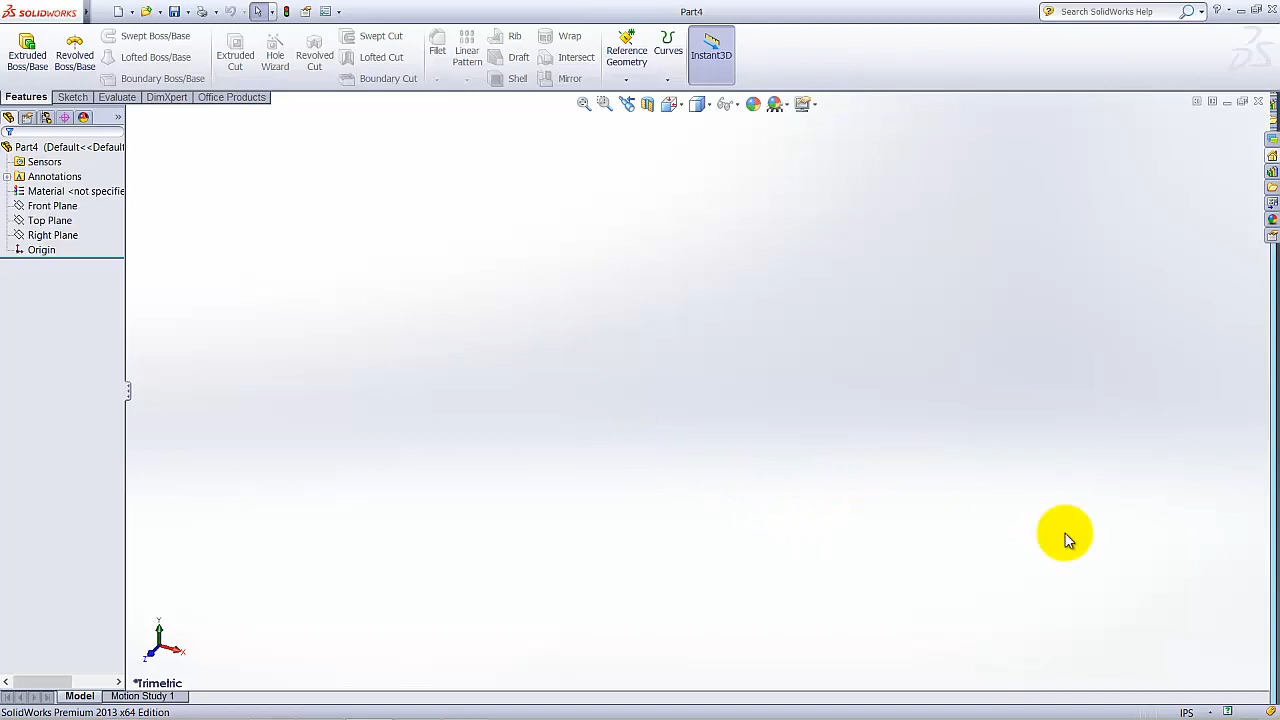 SOLIDWORKS
Part4
Search SolidWorks Help
Extruded Boss/Base
Revolved Boss/Base
Swept Boss/Base
Lofted Boss/Base
Boundary Boss/Base
Extruded Cut
Hole Wizard
Revolved Cut
Swept Cut
Lofted Cut
Boundary Cut
Fillet
Linear Pattern
Rib
Draft
Shell
Wrap
Intersect
Mirror
Reference Geometry
Curves
Instant3D
Features
Sketch
Evaluate
DimXpert
Office Products
Part4 (Default<<Default
Sensors
Annotations
Material <not specifie
Front Plane
Top Plane
Right Plane
Origin
Y
X
Z
*Trimetric
Model
Motion Study 1
SolidWorks Premium 2013 x64 Edition
IPS